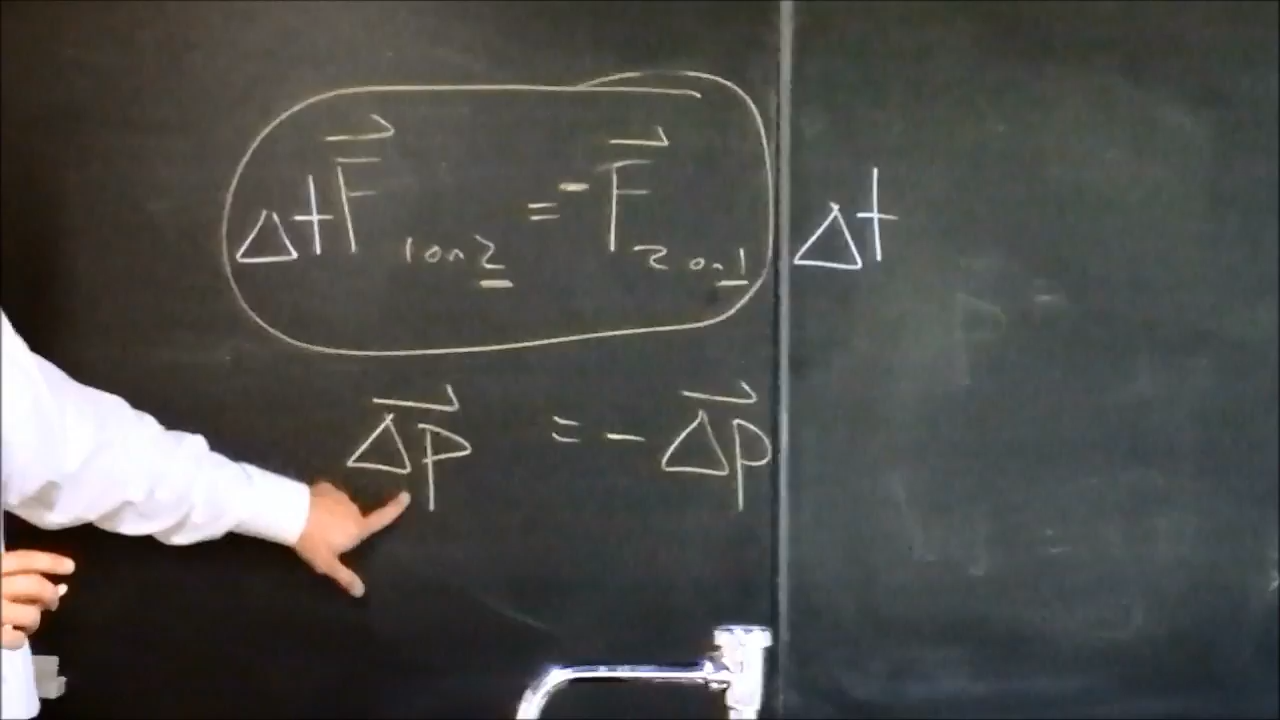 Δt F⃗ 1 on 2 = - F⃗ 2 on 1 Δt
Δp⃗ = - Δp⃗